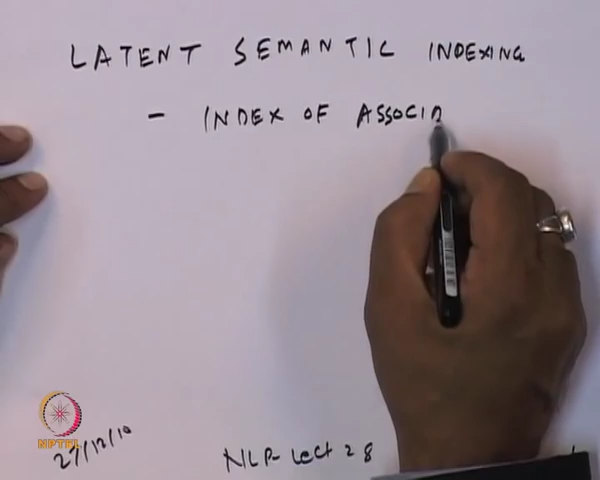 LATENT SEMANTIC INDEXING
- INDEX OF ASSOCIA
NPTEL
27/12/10
NLP-Lect 28